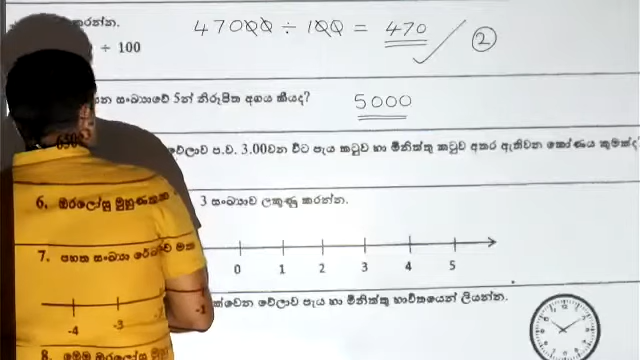 කරන්න.
47000 ÷ 100 = 470
÷ 100
2
සංඛ්‍යාවේ 5න් නිරූපිත අගය කීයද?
5000
65083
වේලාව ප.ව. 3.00වන විට පැය කටුව හා මිනිත්තු කටුව අතර ඇතිවන කෝණය කුමක්ද
6. ඔරලෝසු
3 සංඛ්‍යාව ලකුණු කරන්න.
7. පහත සංඛ්‍යා
-4 -3 -1 0 1 2 3 4 5
8. මෙම ඔරලෝසු
වේලාව පැය හා මිනිත්තු භාවිතයෙන් ලියන්න.